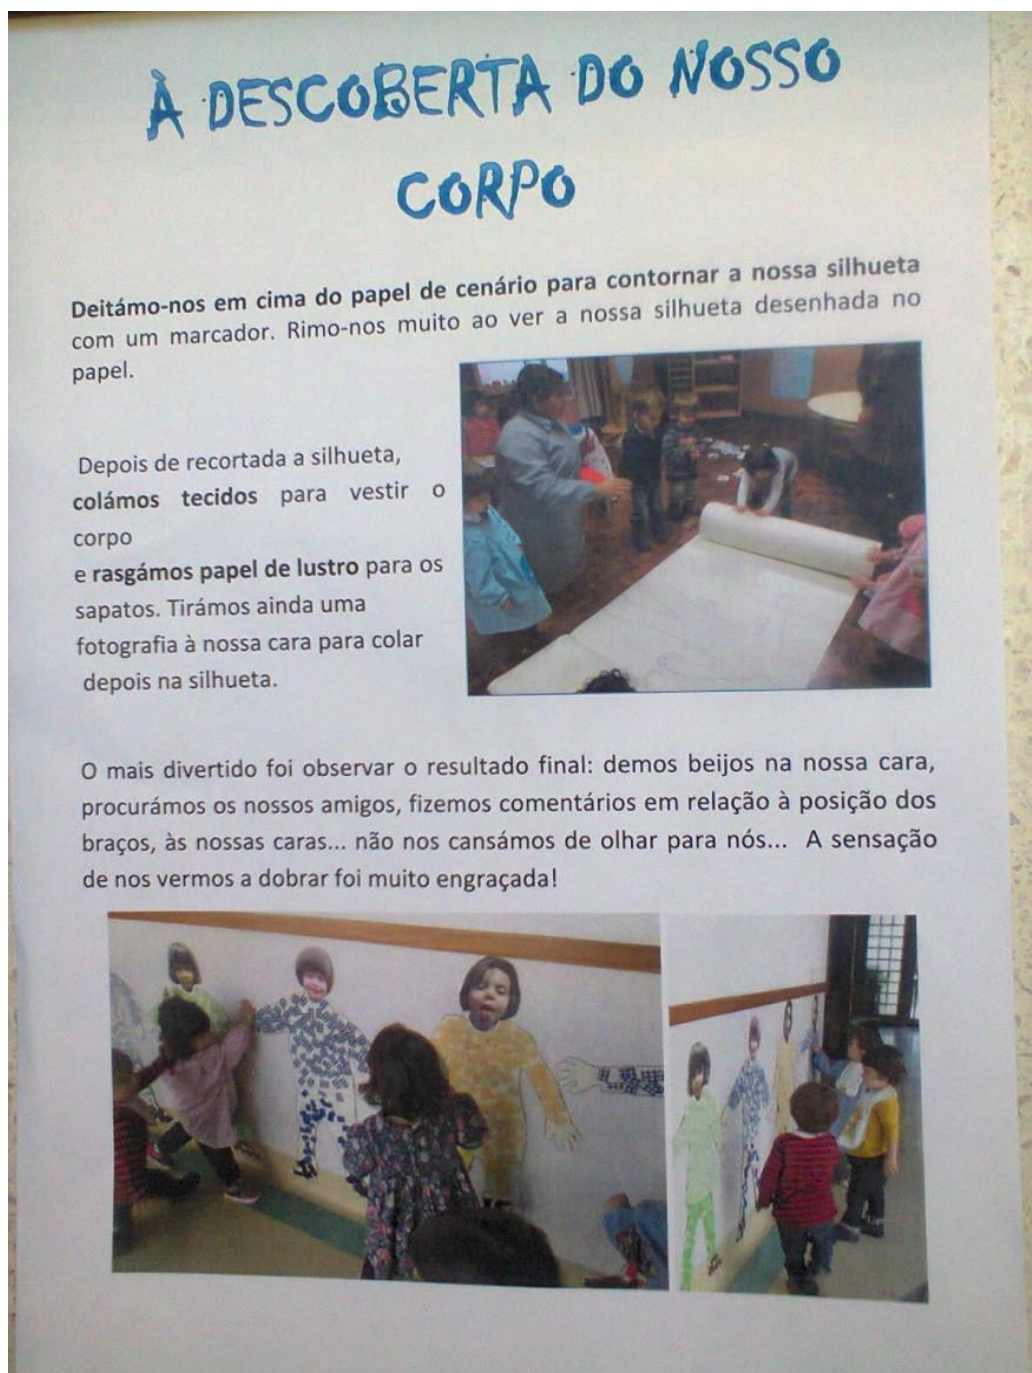 À DESCOBERTA DO NOSSO
CORPO
Deitámo-nos em cima do papel de cenário para contornar a nossa silhueta
com um marcador. Rimo-nos muito ao ver a nossa silhueta desenhada no
papel.
Depois de recortada a silhueta,
colámos tecidos para vestir o
corpo
e rasgámos papel de lustro para os
sapatos. Tirámos ainda uma
fotografia à nossa cara para colar
depois na silhueta.
O mais divertido foi observar o resultado final: demos beijos na nossa cara,
procurámos os nossos amigos, fizemos comentários em relação à posição dos
braços, às nossas caras... não nos cansámos de olhar para nós... A sensação
de nos vermos a dobrar foi muito engraçada!